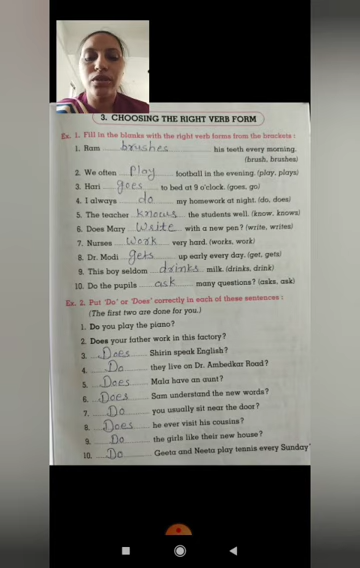 3. CHOOSING THE RIGHT VERB FORM
Ex. 1. Fill in the blanks with the right verb forms from the brackets :
1. Ram brushes his teeth every morning.
(brush, brushes)
2. We often play football in the evening. (play, plays)
3. Hari goes to bed at 9 o'clock. (goes, go)
4. I always do my homework at night. (do, does)
5. The teacher knows the students well. (know, knows)
6. Does Mary write with a new pen? (write, writes)
7. Nurses work very hard. (works, work)
8. Dr. Modi gets up early every day. (get, gets)
9. This boy seldom drinks milk. (drinks, drink)
10. Do the pupils ask many questions? (asks, ask)
Ex. 2. Put 'Do' or 'Does' correctly in each of these sentences :
(The first two are done for you.)
1. Do you play the piano?
2. Does your father work in this factory?
3. Does Shirin speak English?
4. Do they live on Dr. Ambedkar Road?
5. Does Mala have an aunt?
6. Does Sam understand the new words?
7. Do you usually sit near the door?
8. Does he ever visit his cousins?
9. Do the girls like their new house?
10. Do Geeta and Neeta play tennis every Sunday?